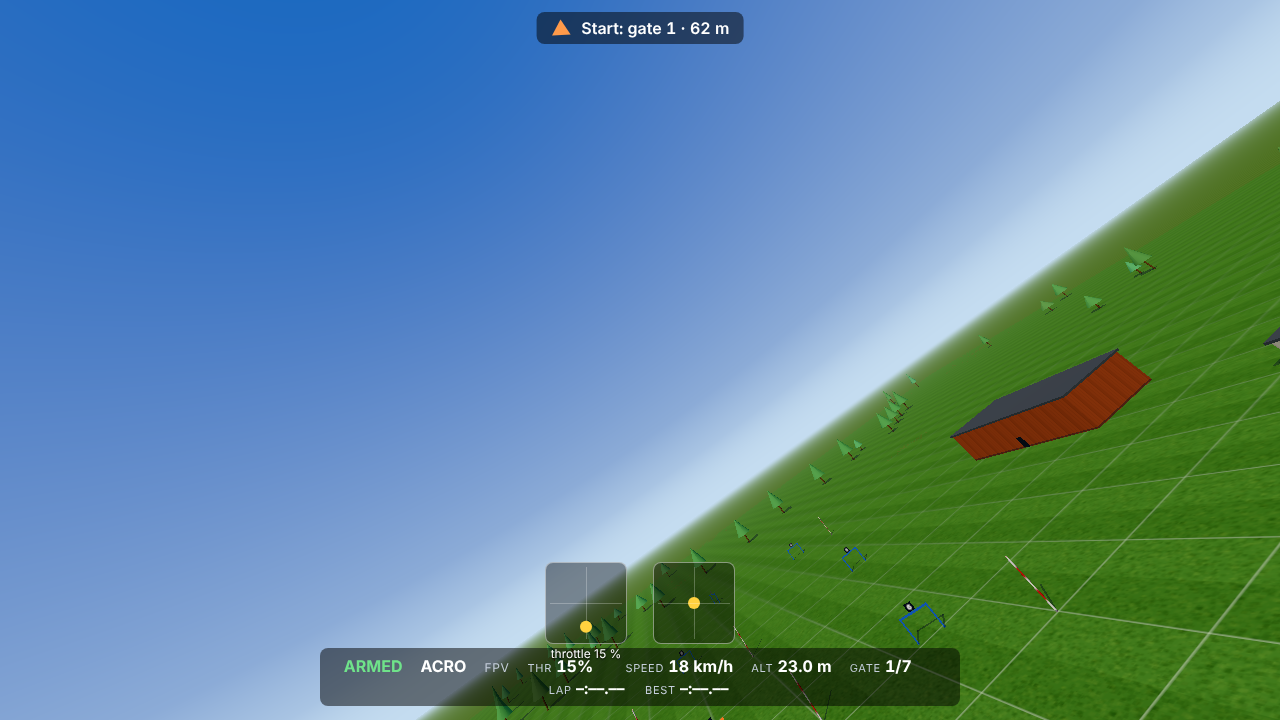 Start: gate 1 · 62 m
throttle 15 %
ARMED ACRO FPV THR 15% SPEED 18 km/h ALT 23.0 m GATE 1/7
LAP –:––.–– BEST –:––.––